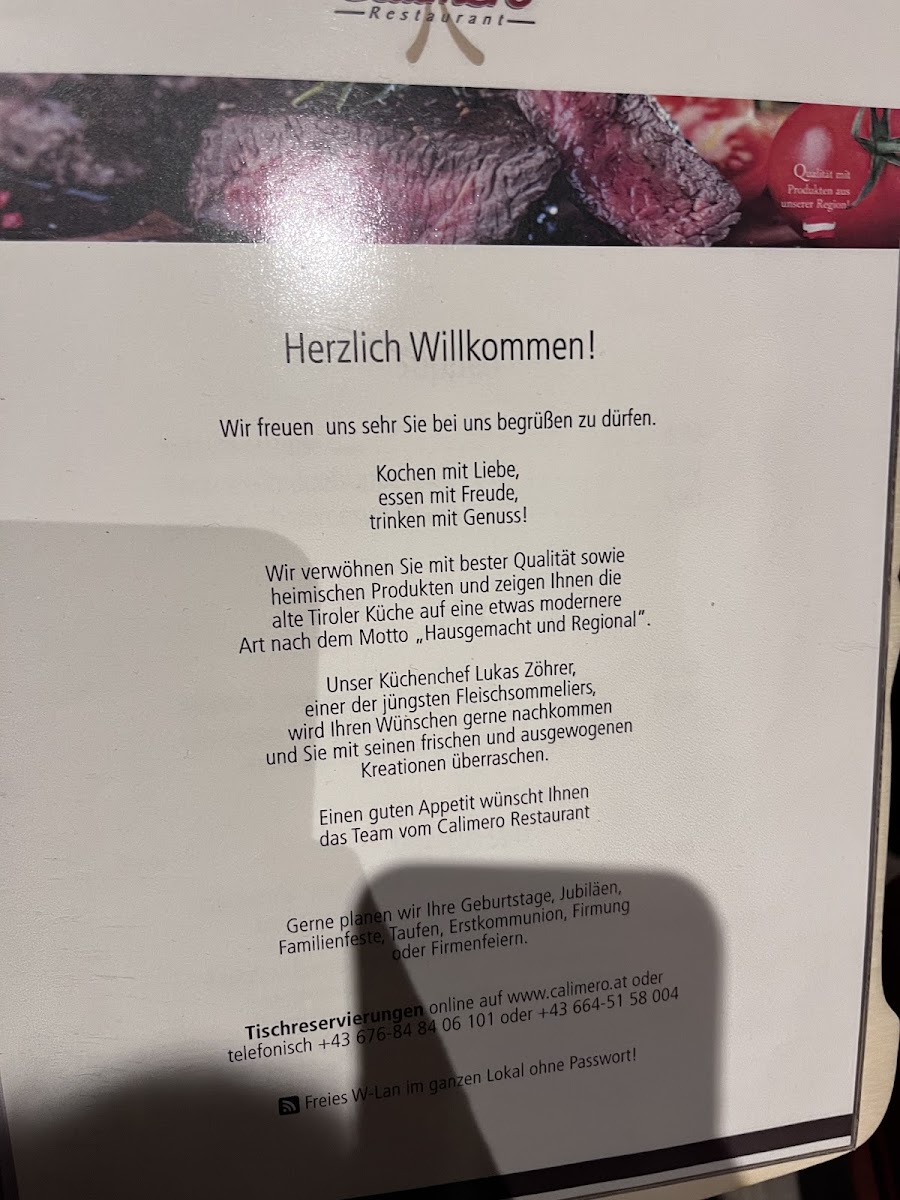 Restaurant
Qualität mit
Produkten aus
unserer Region!
Herzlich Willkommen!
Wir freuen uns sehr Sie bei uns begrüßen zu dürfen.
Kochen mit Liebe,
essen mit Freude,
trinken mit Genuss!
Wir verwöhnen Sie mit bester Qualität sowie
heimischen Produkten und zeigen Ihnen die
alte Tiroler Küche auf eine etwas modernere
Art nach dem Motto „Hausgemacht und Regional“.
Unser Küchenchef Lukas Zöhrer,
einer der jüngsten Fleischsommeliers,
wird Ihren Wünschen gerne nachkommen
und Sie mit seinen frischen und ausgewogenen
Kreationen überraschen.
Einen guten Appetit wünscht Ihnen
das Team vom Calimero Restaurant
Gerne planen wir Ihre Geburtstage, Jubiläen,
Familienfeste, Taufen, Erstkommunion, Firmung
oder Firmenfeiern.
Tischreservierungen online auf www.calimero.at oder
telefonisch +43 676-84 84 06 101 oder +43 664-51 58 004
Freies W-Lan im ganzen Lokal ohne Passwort!